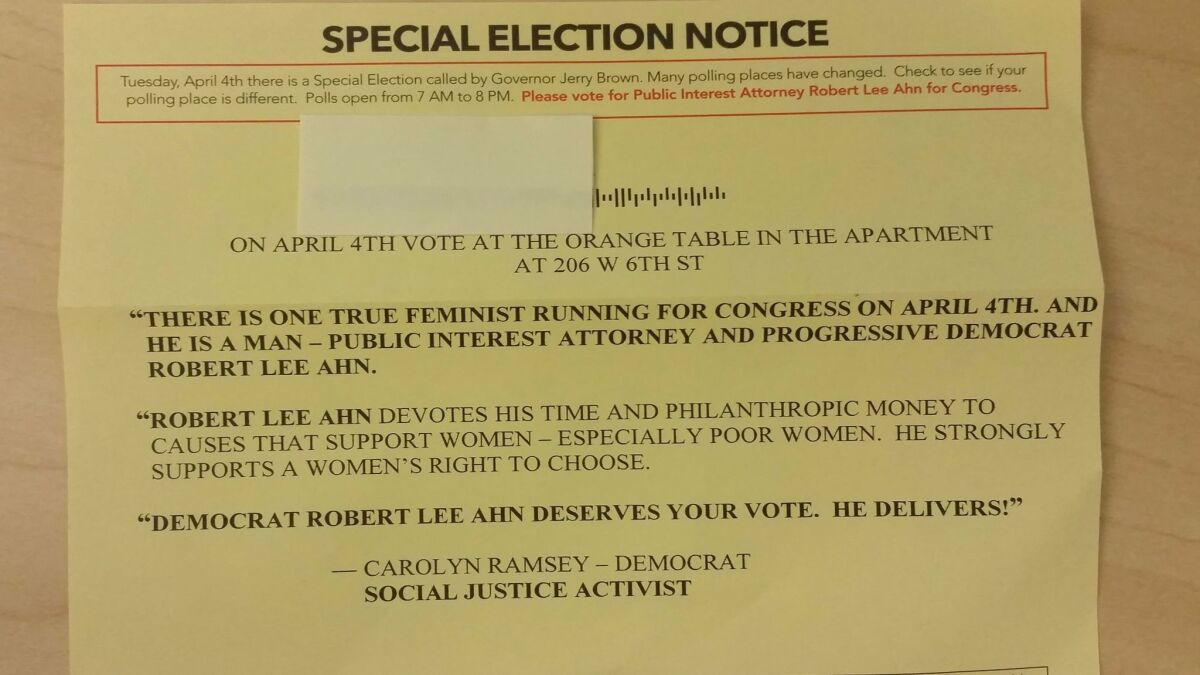 SPECIAL ELECTION NOTICE
Tuesday, April 4th there is a Special Election called by Governor Jerry Brown. Many polling places have changed. Check to see if your
polling place is different. Polls open from 7 AM to 8 PM. Please vote for Public Interest Attorney Robert Lee Ahn for Congress.
ON APRIL 4TH VOTE AT THE ORANGE TABLE IN THE APARTMENT
AT 206 W 6TH ST
“THERE IS ONE TRUE FEMINIST RUNNING FOR CONGRESS ON APRIL 4TH. AND
HE IS A MAN – PUBLIC INTEREST ATTORNEY AND PROGRESSIVE DEMOCRAT
ROBERT LEE AHN.
“ROBERT LEE AHN DEVOTES HIS TIME AND PHILANTHROPIC MONEY TO
CAUSES THAT SUPPORT WOMEN – ESPECIALLY POOR WOMEN. HE STRONGLY
SUPPORTS A WOMEN’S RIGHT TO CHOOSE.
“DEMOCRAT ROBERT LEE AHN DESERVES YOUR VOTE. HE DELIVERS!”
— CAROLYN RAMSEY – DEMOCRAT
SOCIAL JUSTICE ACTIVIST